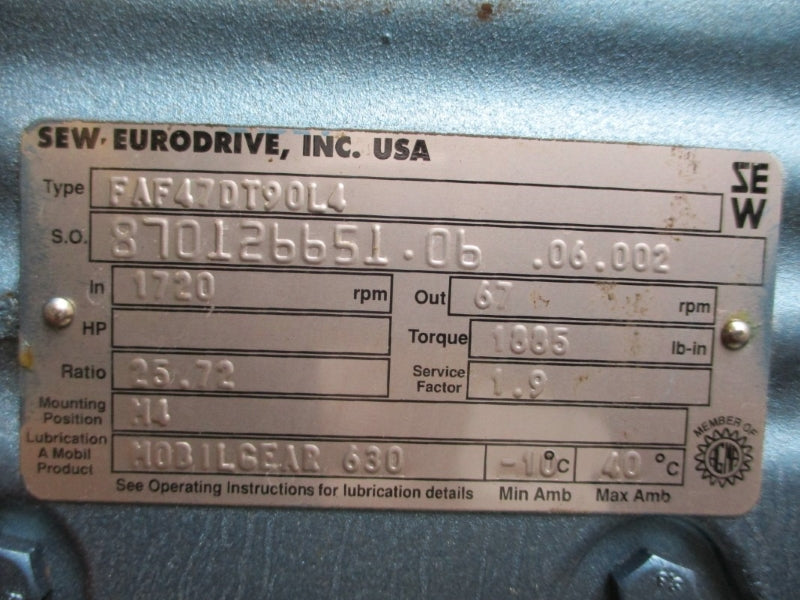 SEW-EURODRIVE, INC. USA
SE
W
Type FAF47DT90L4
S.O. 870126651.06 .06.002
In 1720 rpm Out 67 rpm
HP Torque 1885 lb-in
Ratio 25.72 Service Factor 1.9
Mounting Position M4
Lubrication A Mobil Product MOBILGEAR 630 -10°C 40 °C
See Operating Instructions for lubrication details Min Amb Max Amb
MEMBER OF
AGMA